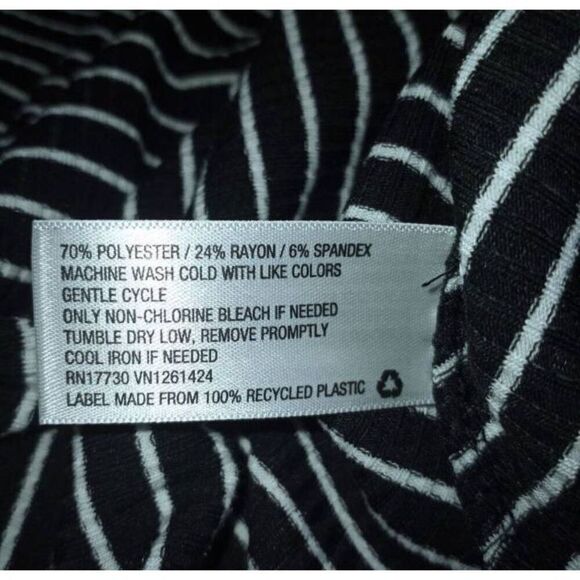 70% POLYESTER / 24% RAYON / 6% SPANDEX
MACHINE WASH COLD WITH LIKE COLORS
GENTLE CYCLE
ONLY NON-CHLORINE BLEACH IF NEEDED
TUMBLE DRY LOW, REMOVE PROMPTLY
COOL IRON IF NEEDED
RN17730 VN1261424
LABEL MADE FROM 100% RECYCLED PLASTIC